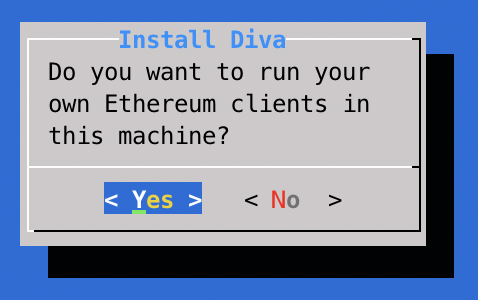 Install Diva
Do you want to run your
own Ethereum clients in
this machine?
< Yes > < No >